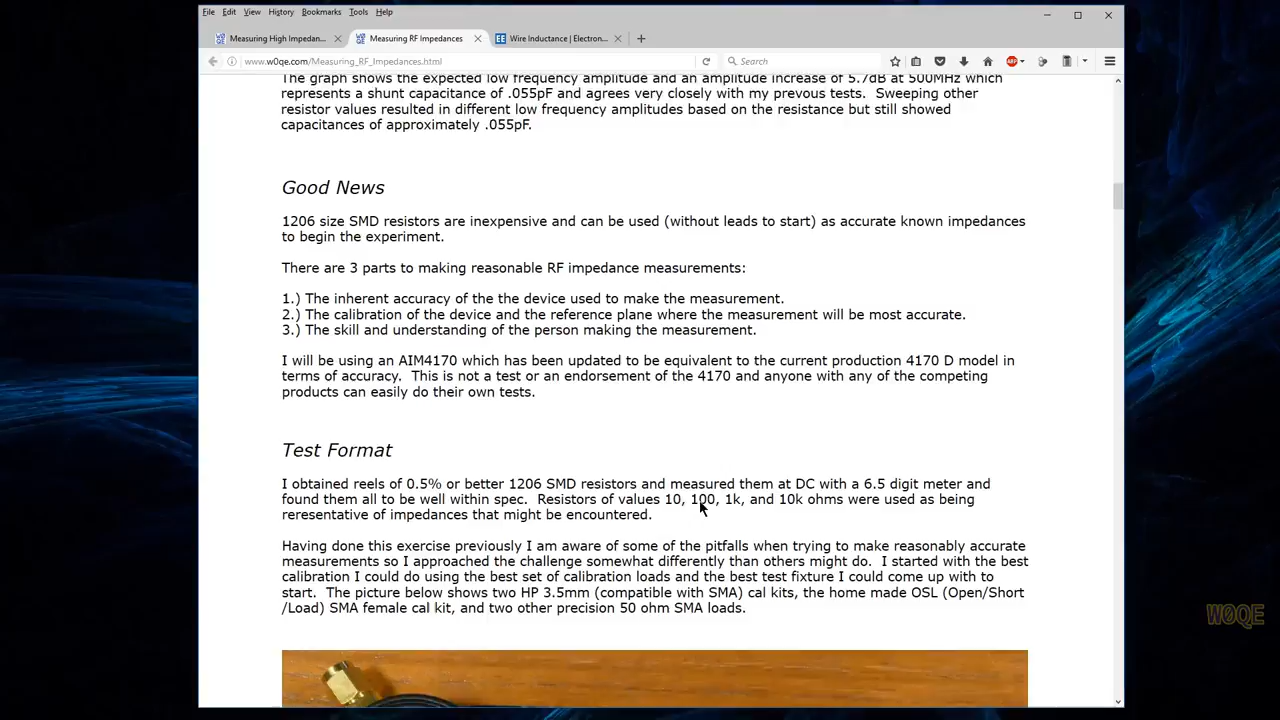 File Edit View History Bookmarks Tools Help
Measuring High Impedan... Measuring RF Impedances Wire Inductance | Electron...
www.w0qe.com/Measuring_RF_Impedances.html Search ABP
The graph shows the expected low frequency amplitude and an amplitude increase of 5.7dB at 500MHz which
represents a shunt capacitance of .055pF and agrees very closely with my prevous tests. Sweeping other
resistor values resulted in different low frequency amplitudes based on the resistance but still showed
capacitances of approximately .055pF.
Good News
1206 size SMD resistors are inexpensive and can be used (without leads to start) as accurate known impedances
to begin the experiment.
There are 3 parts to making reasonable RF impedance measurements:
1.) The inherent accuracy of the the device used to make the measurement.
2.) The calibration of the device and the reference plane where the measurement will be most accurate.
3.) The skill and understanding of the person making the measurement.
I will be using an AIM4170 which has been updated to be equivalent to the current production 4170 D model in
terms of accuracy. This is not a test or an endorsement of the 4170 and anyone with any of the competing
products can easily do their own tests.
Test Format
I obtained reels of 0.5% or better 1206 SMD resistors and measured them at DC with a 6.5 digit meter and
found them all to be well within spec. Resistors of values 10, 100, 1k, and 10k ohms were used as being
reresentative of impedances that might be encountered.
Having done this exercise previously I am aware of some of the pitfalls when trying to make reasonably accurate
measurements so I approached the challenge somewhat differently than others might do. I started with the best
calibration I could do using the best set of calibration loads and the best test fixture I could come up with to
start. The picture below shows two HP 3.5mm (compatible with SMA) cal kits, the home made OSL (Open/Short
/Load) SMA female cal kit, and two other precision 50 ohm SMA loads.
W0QE